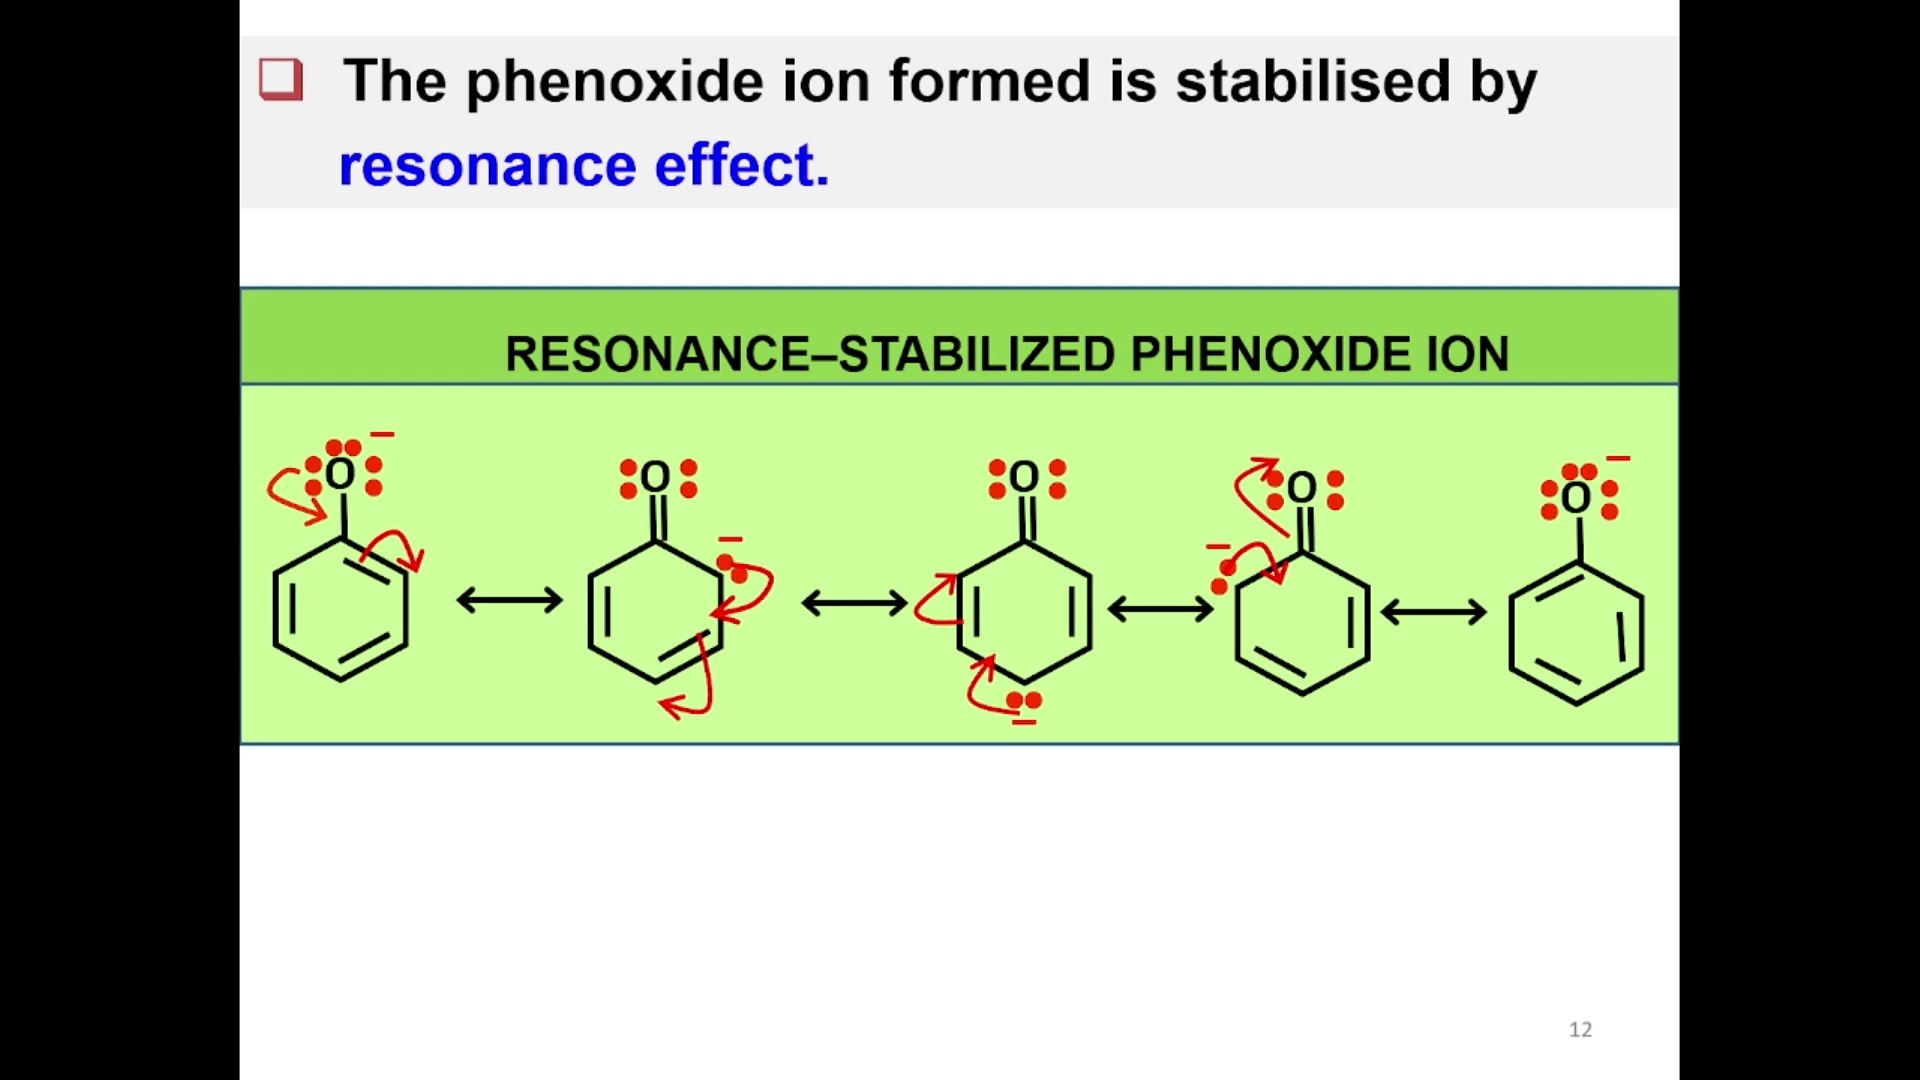 The phenoxide ion formed is stabilised by
resonance effect.
RESONANCE–STABILIZED PHENOXIDE ION
O O O O O
12